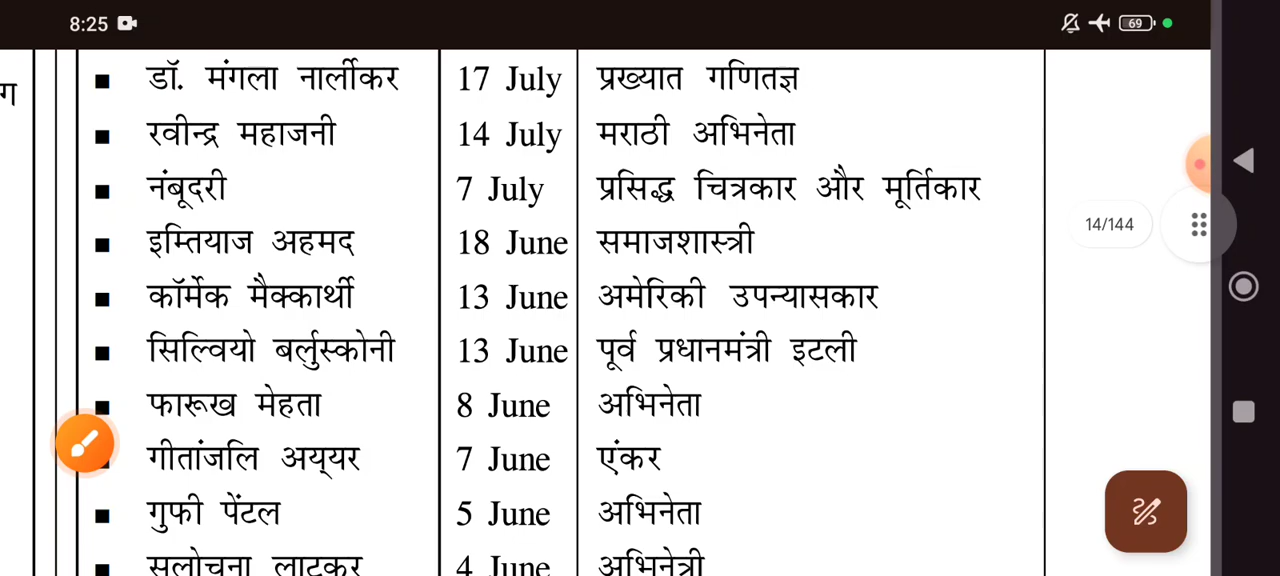 8:25 69
ग
■ डॉ. मंगला नार्लीकर 17 July प्रख्यात गणितज्ञ
■ रवीन्द्र महाजनी 14 July मराठी अभिनेता
■ नंबूदरी 7 July प्रसिद्ध चित्रकार और मूर्तिकार
14/144
■ इम्तियाज अहमद 18 June समाजशास्त्री
■ कॉर्मेक मैक्कार्थी 13 June अमेरिकी उपन्यासकार
■ सिल्वियो बर्लुस्कोनी 13 June पूर्व प्रधानमंत्री इटली
■ फारूख मेहता 8 June अभिनेता
गीतांजलि अय्यर 7 June एंकर
■ गुफी पेंटल 5 June अभिनेता
■ सुलोचना लाटकर 4 June अभिनेत्री